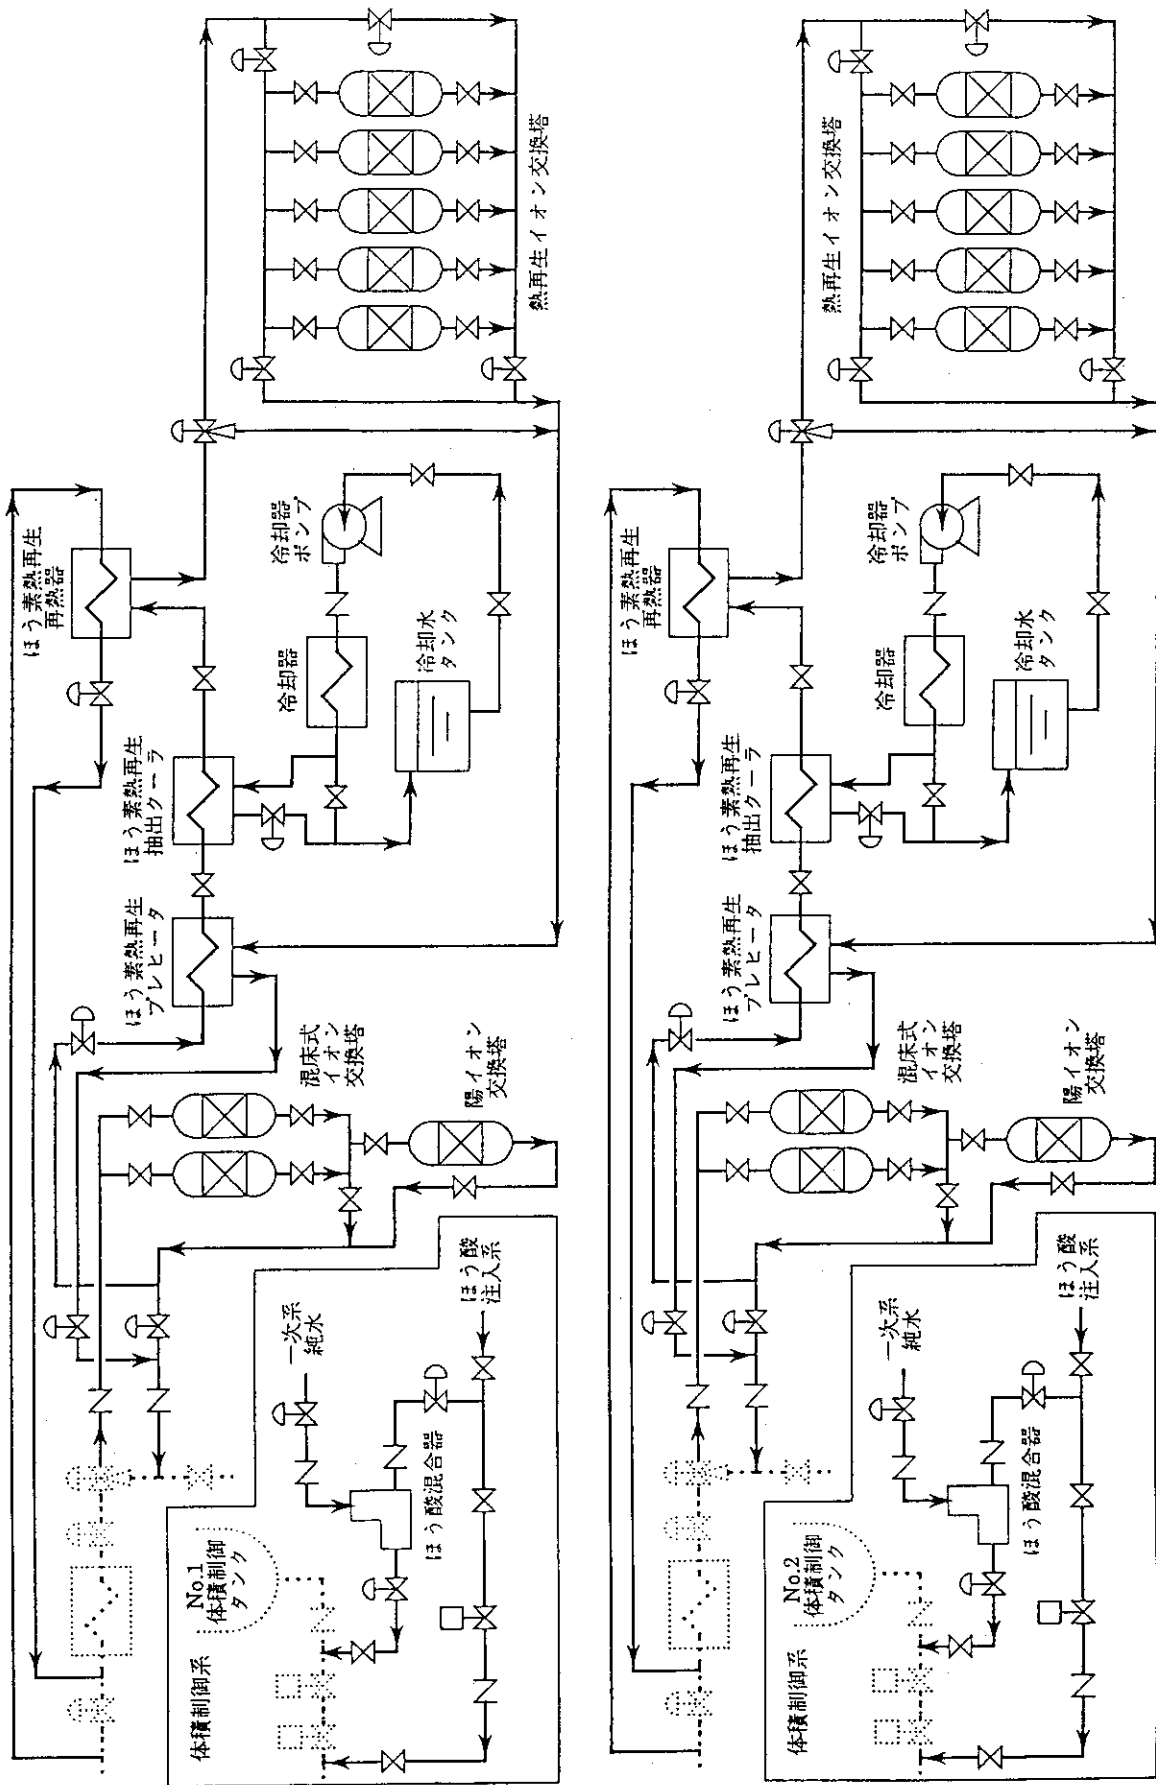 ほう素熱再生
再熱器
ほう素熱再生
抽出クーラ
ほう素熱再生
プレヒータ
冷却器
ポンプ
冷却器
冷却水
タンク
熱再生イオン交換塔
混床式
イオン
交換塔
陽イオン
交換塔
一次系
純水
ほう酸
注入系
ほう酸混合器
No.1
体積制御
タンク
体積制御系
ほう素熱再生
再熱器
ほう素熱再生
抽出クーラ
ほう素熱再生
プレヒータ
冷却器
ポンプ
冷却器
冷却水
タンク
熱再生イオン交換塔
混床式
イオン
交換塔
陽イオン
交換塔
一次系
純水
ほう酸
注入系
ほう酸混合器
No.2
体積制御
タンク
体積制御系